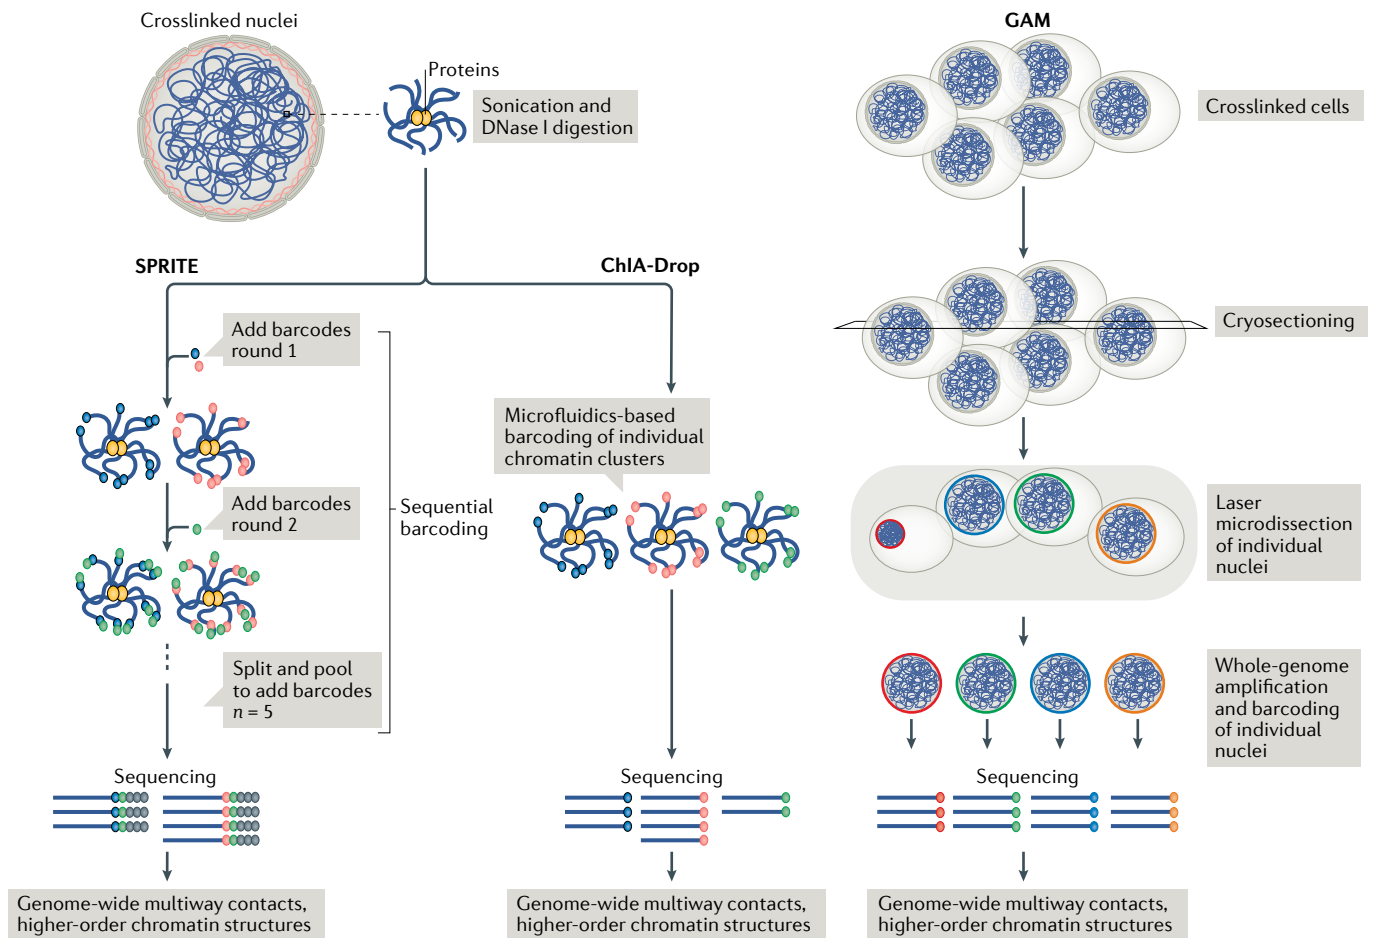 Crosslinked nuclei
Proteins
Sonication and
DNase I digestion
SPRITE
ChIA-Drop
Add barcodes
round 1
Add barcodes
round 2
Split and pool
to add barcodes
n = 5
Sequential
barcoding
Sequencing
Genome-wide multiway contacts,
higher-order chromatin structures
Microfluidics-based
barcoding of individual
chromatin clusters
Sequencing
Genome-wide multiway contacts,
higher-order chromatin structures
GAM
Crosslinked cells
Cryosectioning
Laser
microdissection
of individual
nuclei
Whole-genome
amplification
and barcoding
of individual
nuclei
Sequencing
Genome-wide multiway contacts,
higher-order chromatin structures